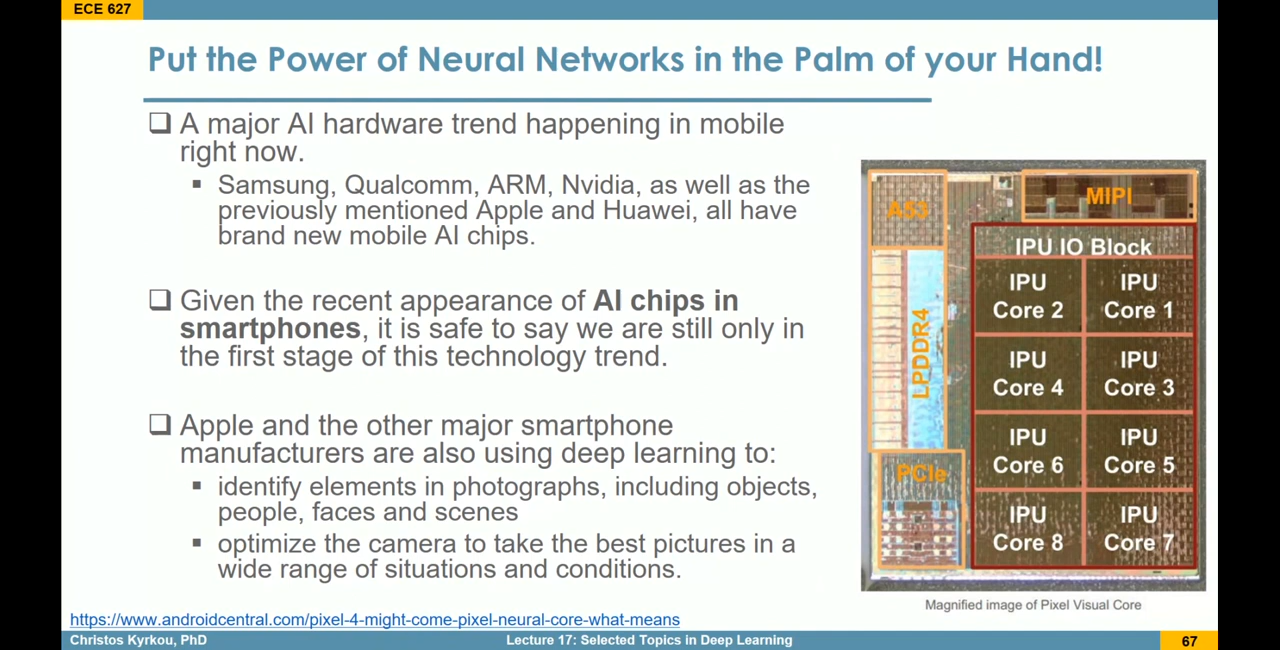 ECE 627
Put the Power of Neural Networks in the Palm of your Hand!
❑ A major AI hardware trend happening in mobile
right now.
▪ Samsung, Qualcomm, ARM, Nvidia, as well as the
previously mentioned Apple and Huawei, all have
brand new mobile AI chips.
❑ Given the recent appearance of AI chips in
smartphones, it is safe to say we are still only in
the first stage of this technology trend.
❑ Apple and the other major smartphone
manufacturers are also using deep learning to:
▪ identify elements in photographs, including objects,
people, faces and scenes
▪ optimize the camera to take the best pictures in a
wide range of situations and conditions.
A53
MIPI
LPDDR4
PCIe
IPU IO Block
IPU
Core 2
IPU
Core 1
IPU
Core 4
IPU
Core 3
IPU
Core 6
IPU
Core 5
IPU
Core 8
IPU
Core 7
Magnified image of Pixel Visual Core
https://www.androidcentral.com/pixel-4-might-come-pixel-neural-core-what-means
Christos Kyrkou, PhD
Lecture 17: Selected Topics in Deep Learning
67